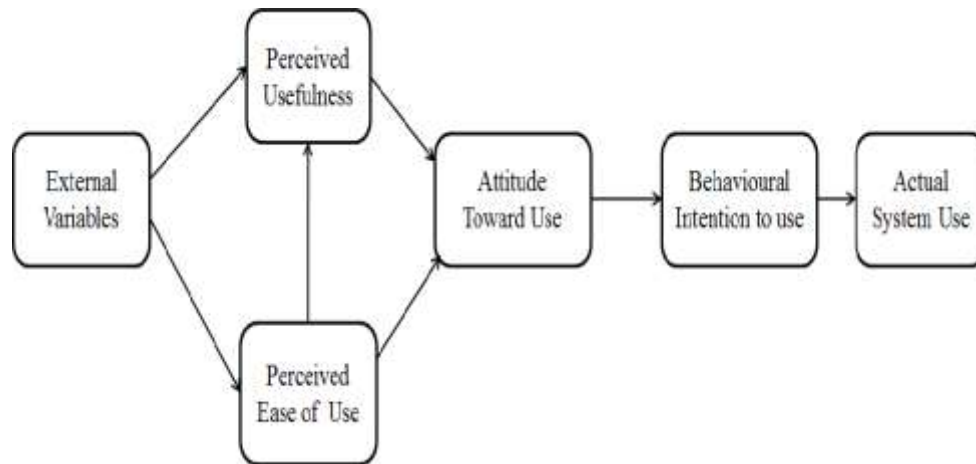 Perceived
Usefulness
External
Variables
Attitude
Toward Use
Behavioural
Intention to use
Actual
System Use
Perceived
Ease of Use